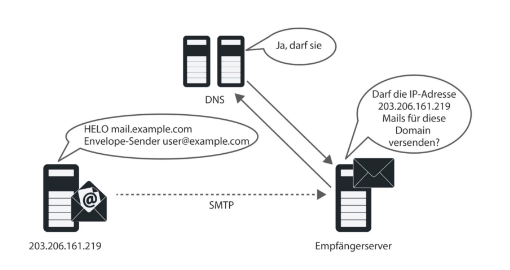 Ja, darf sie
DNS
Darf die IP-Adresse
203.206.161.219
Mails für diese
Domain
versenden?
HELO mail.example.com
Envelope-Sender user@example.com
@
SMTP
203.206.161.219
Empfängerserver